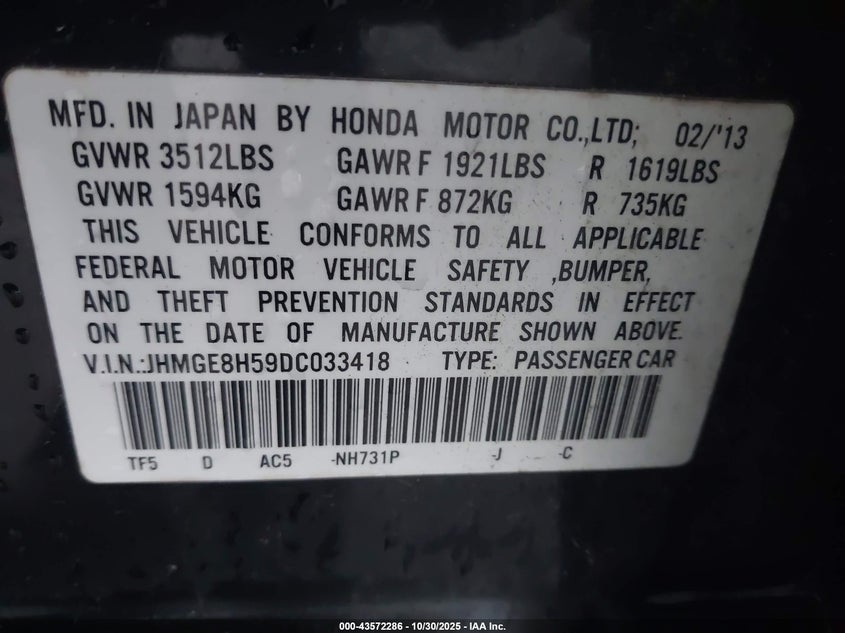 MFD. IN JAPAN BY HONDA MOTOR CO.,LTD; 02/'13
GVWR 3512LBS GAWR F 1921LBS R 1619LBS
GVWR 1594KG GAWR F 872KG R 735KG
THIS VEHICLE CONFORMS TO ALL APPLICABLE
FEDERAL MOTOR VEHICLE SAFETY ,BUMPER,
AND THEFT PREVENTION STANDARDS IN EFFECT
ON THE DATE OF MANUFACTURE SHOWN ABOVE.
V.I.N.:JHMGE8H59DC033418 TYPE: PASSENGER CAR
TF5 D AC5 -NH731P -J -C
000-43572286 - 10/30/2025 - IAA Inc.